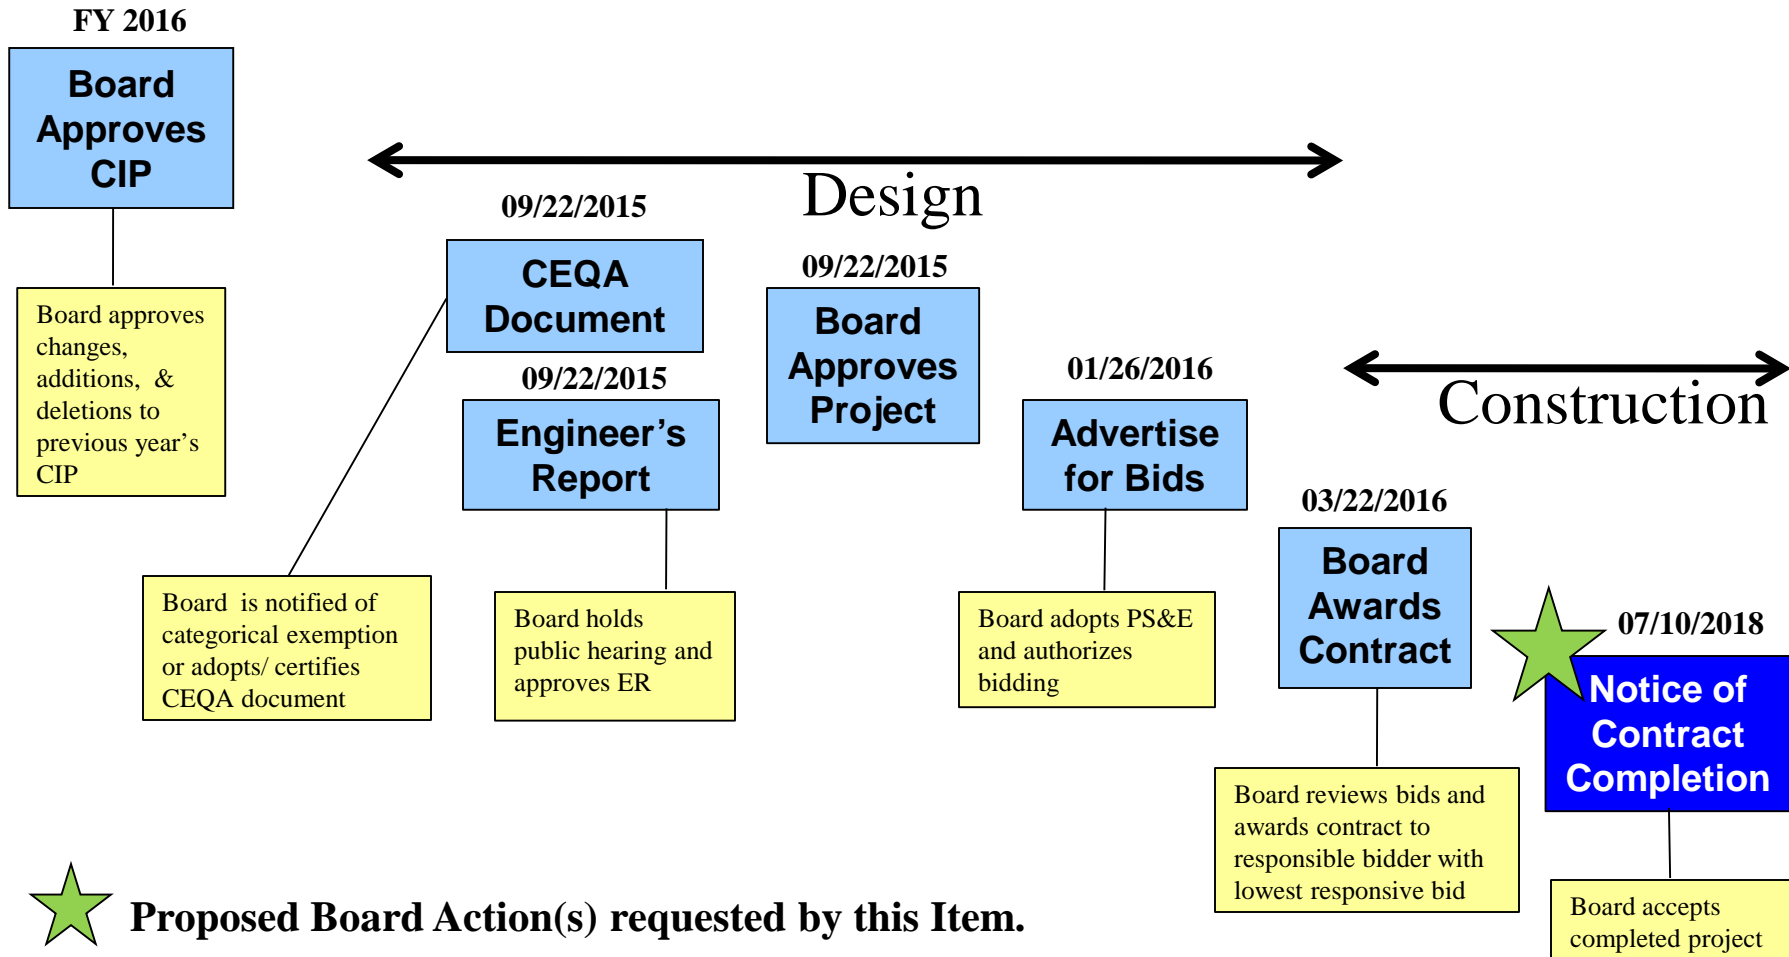 FY 2016
Board
Approves
CIP
Board approves
changes,
additions,  &
deletions to
previous year’s
CIP
Design
09/22/2015
CEQA
Document
Board  is notified of
categorical exemption
or adopts/ certifies
CEQA document
09/22/2015
Engineer’s
Report
Board holds
public hearing and
approves ER
09/22/2015
Board
Approves
Project
01/26/2016
Advertise
for Bids
Board adopts PS&E
and authorizes
bidding
Construction
03/22/2016
Board
Awards
Contract
Board reviews bids and
awards contract to
responsible bidder with
lowest responsive bid
07/10/2018
Notice of
Contract
Completion
Board accepts
completed project
Proposed Board Action(s) requested by this Item.